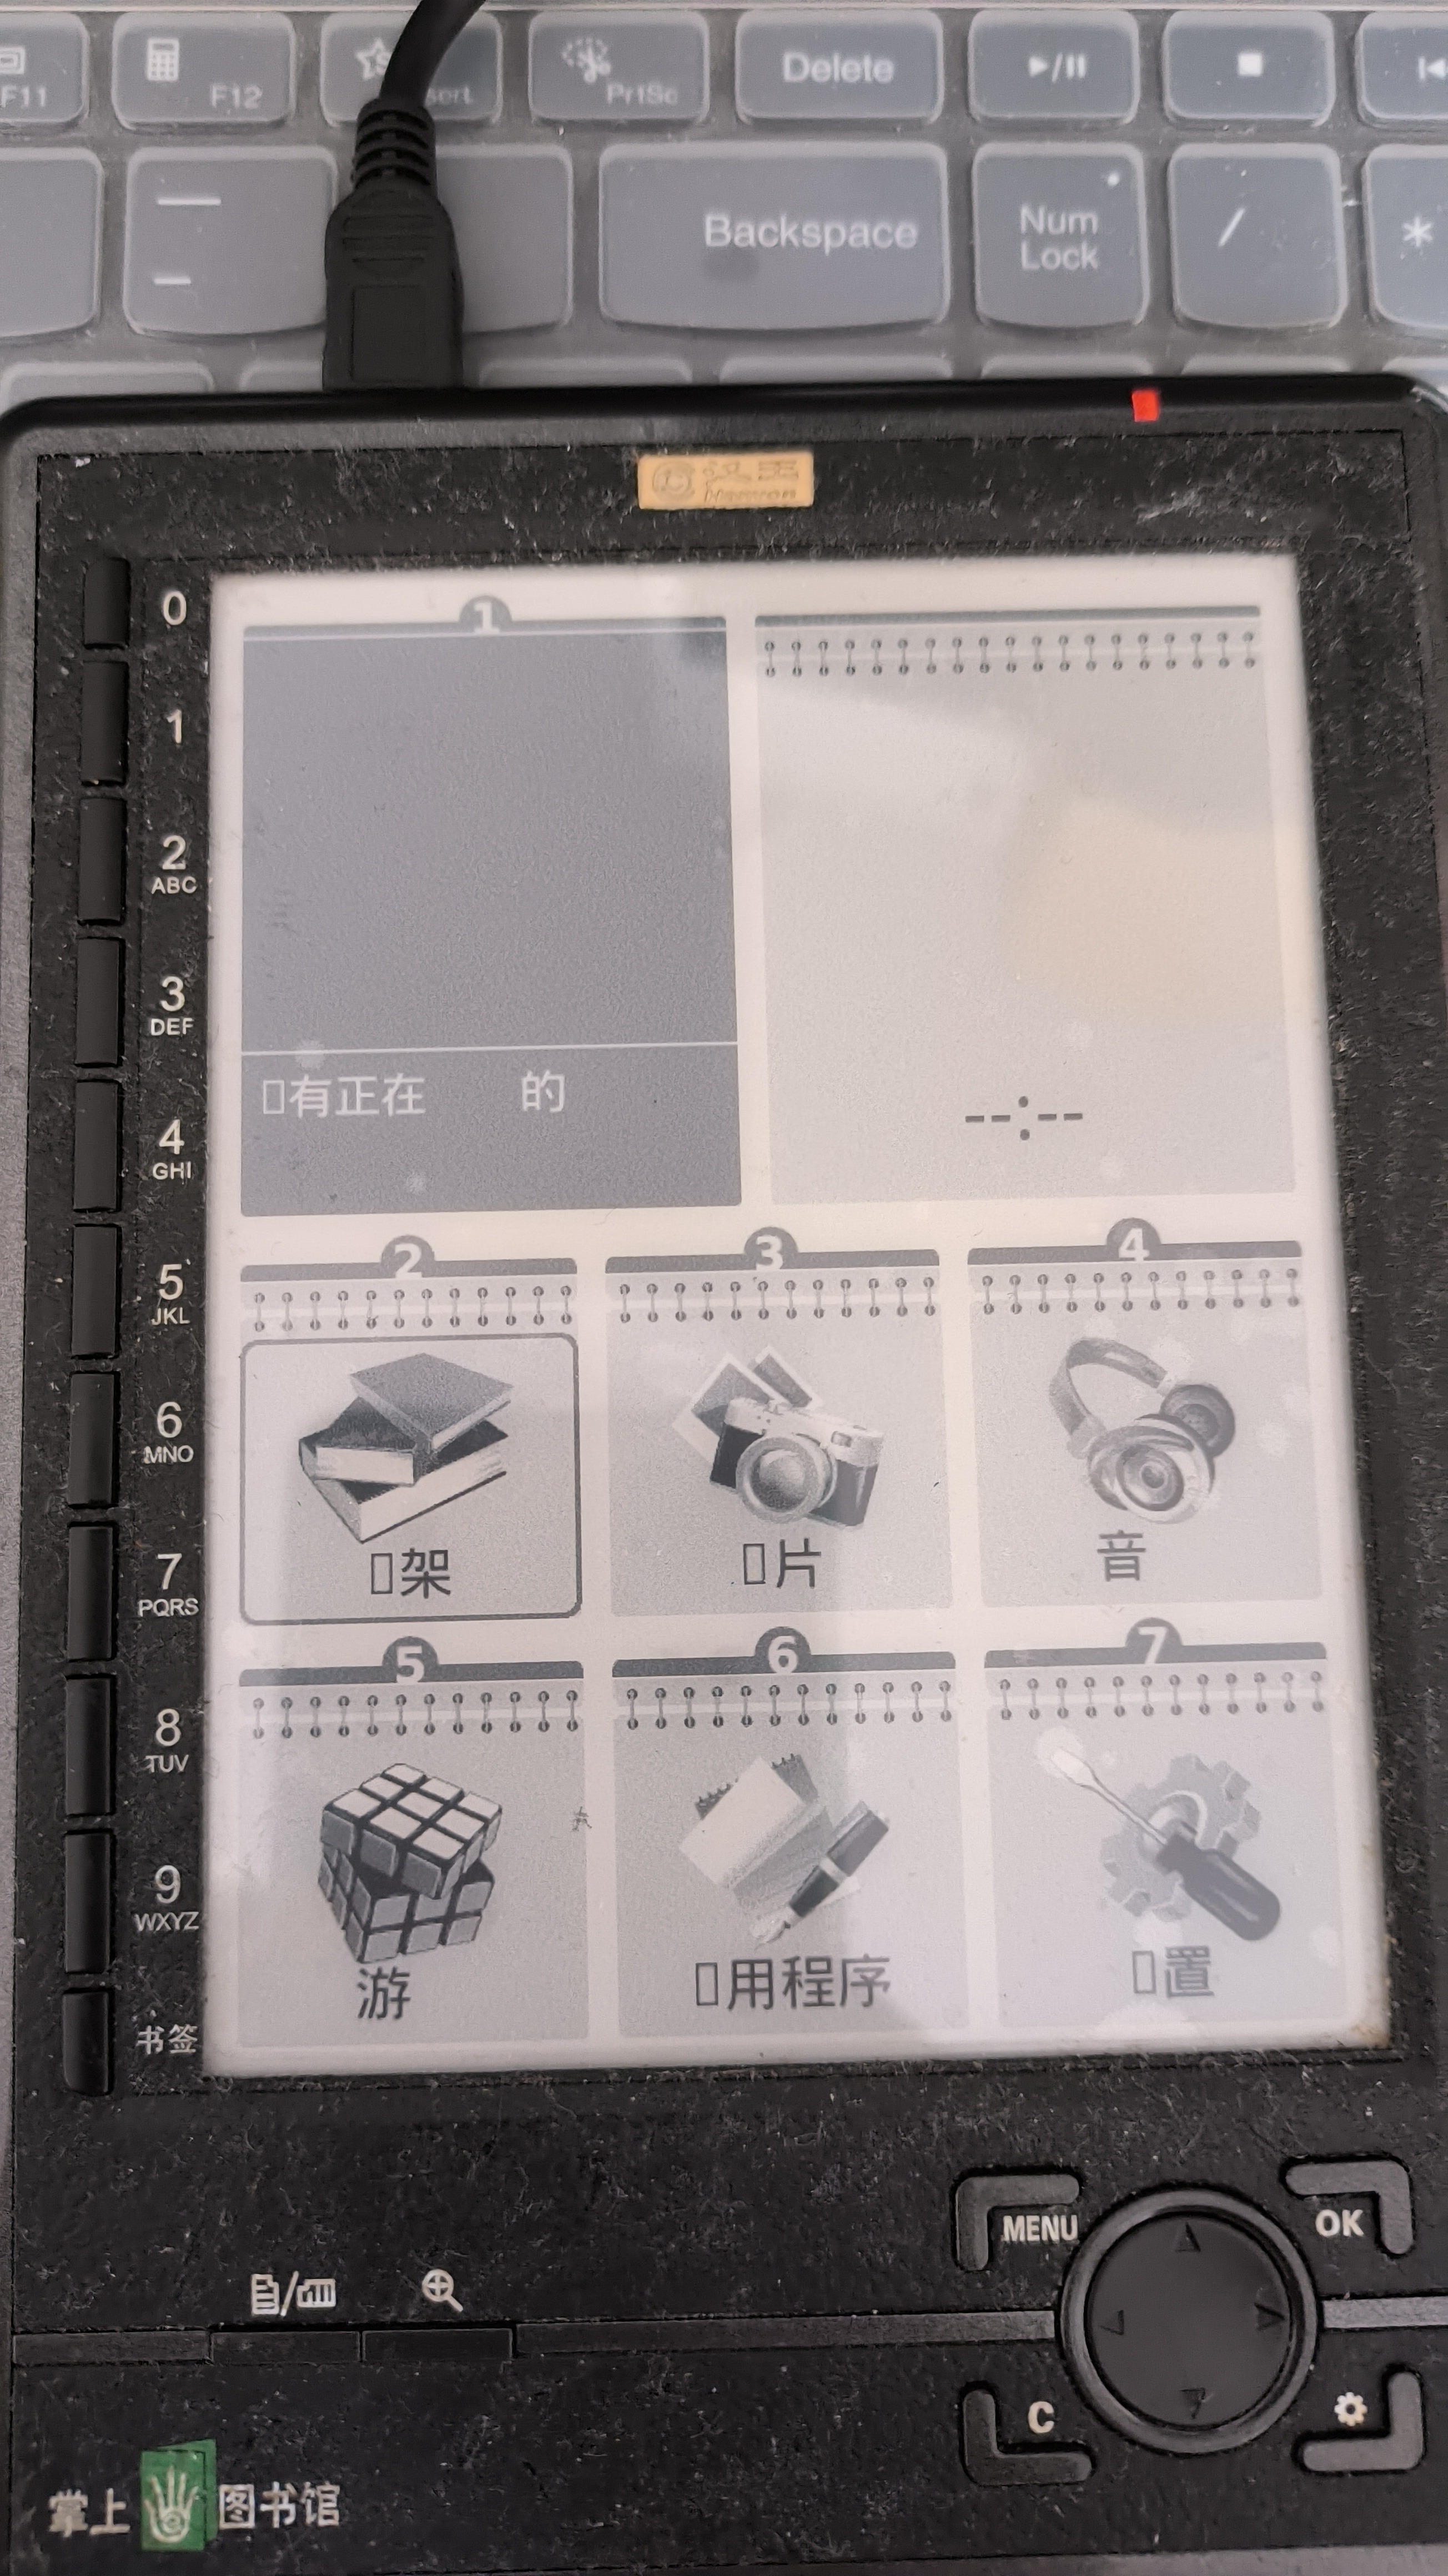 F11
F12
PrtSc
Delete
Backspace
Num
Lock
/
*
汉王
Hanvon
0
1
2
ABC
3
DEF
4
GHI
5
JKL
6
MNO
7
PQRS
8
TUV
9
WXYZ
书签
1
▯有正在 的
--:--
2
3
4
▯架
▯片
音
5
6
7
游
▯用程序
▯置
MENU
OK
C
掌上图书馆